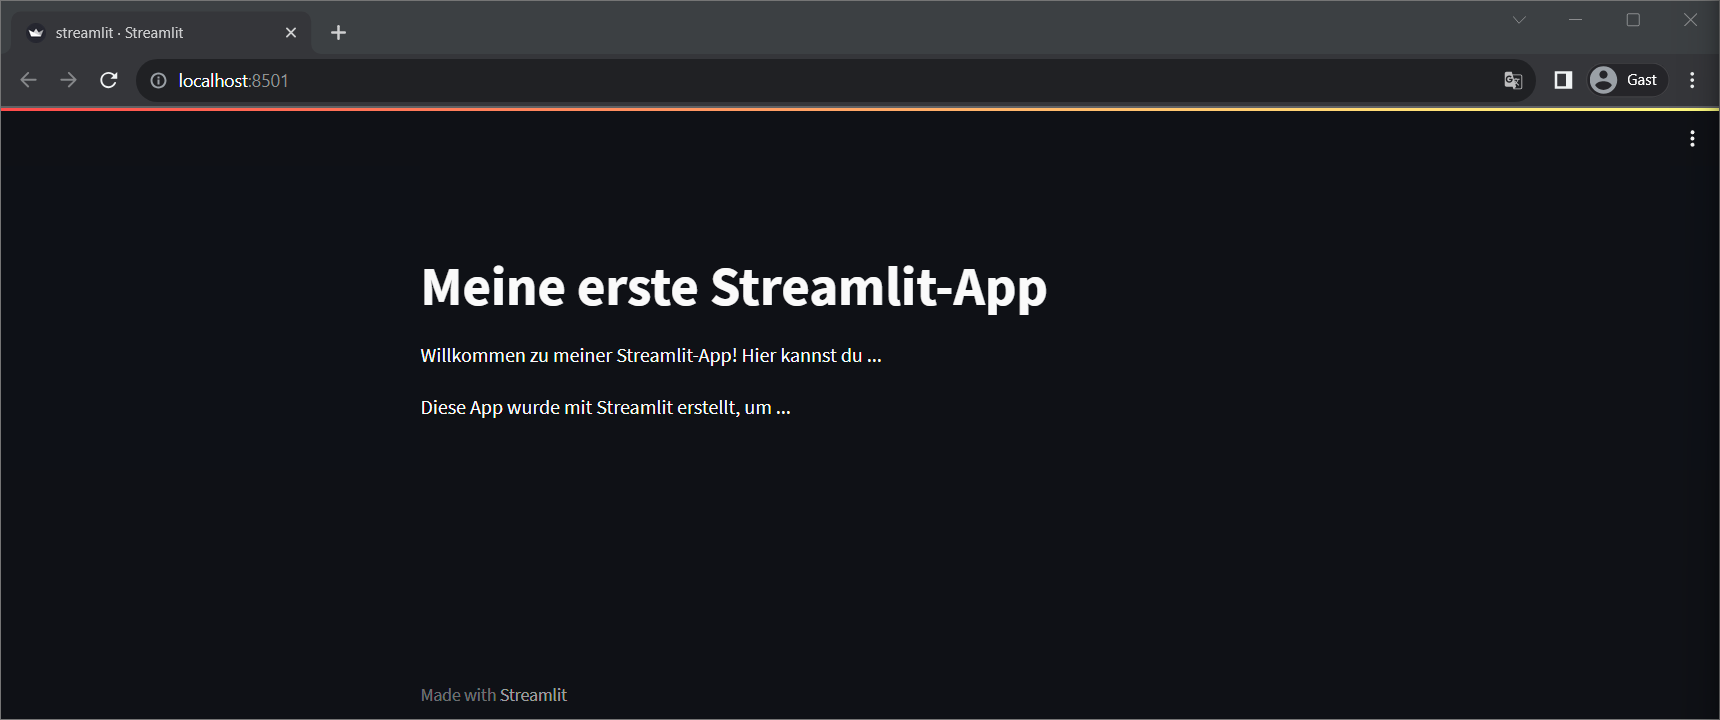 streamlit · Streamlit
localhost:8501
Gast
Meine erste Streamlit-App
Willkommen zu meiner Streamlit-App! Hier kannst du ...
Diese App wurde mit Streamlit erstellt, um ...
Made with Streamlit